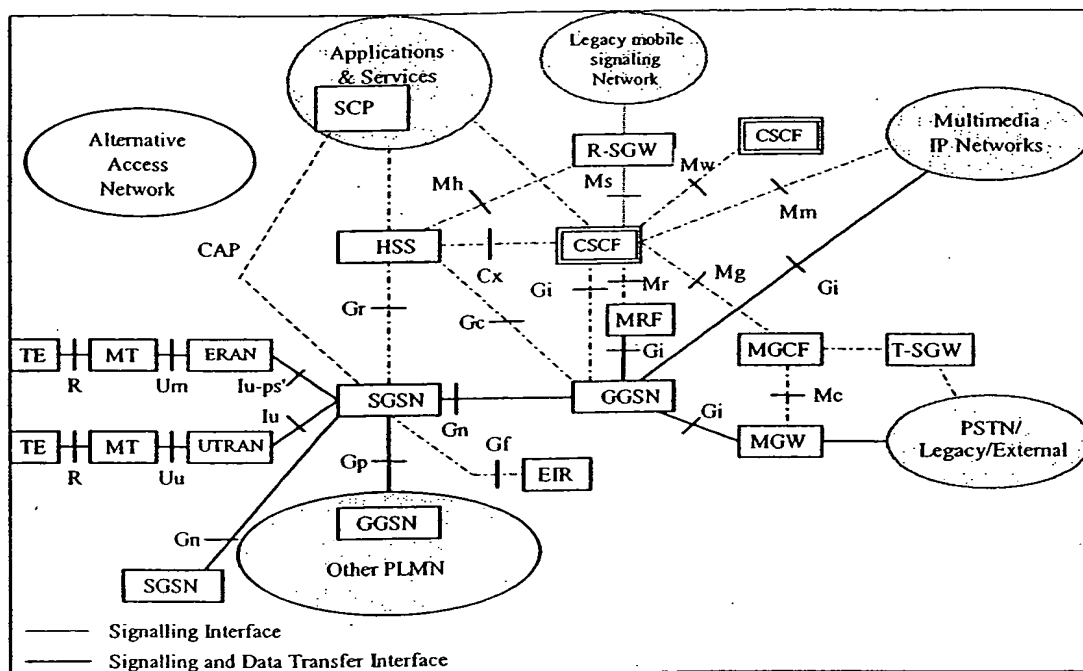 Applications
& Services
SCP
Legacy mobile
signaling
Network
Alternative
Access
Network
R-SGW
CSCF
Multimedia
IP Networks
Mh
Ms
Mw
Mm
CAP
HSS
Cx
CSCF
Gi
Mr
Mg
Gi
Gr
Gc
MRF
Gi
MGCF
T-SGW
TE
R
MT
Um
ERAN
Iu-ps'
Iu
SGSN
Gn
GGSN
Gi
Mc
MGW
PSTN/
Legacy/External
TE
R
MT
Uu
UTRAN
Gp
Gf
EIR
Gn
GGSN
Other PLMN
SGSN
Signalling Interface
Signalling and Data Transfer Interface